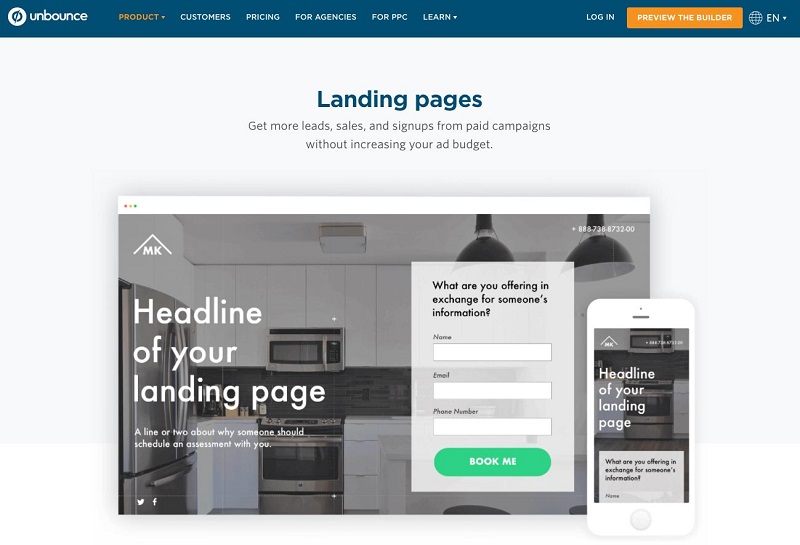 unbounce PRODUCT CUSTOMERS PRICING FOR AGENCIES FOR PPC LEARN LOG IN PREVIEW THE BUILDER EN
Landing pages
Get more leads, sales, and signups from paid campaigns
without increasing your ad budget.
+ 888-738-8732-00
MK
Headline
of your
landing page
A line or two about why someone should
schedule an assessment with you.
What are you offering in
exchange for someone's
information?
Name
Email
Phone Number
BOOK ME
MK + 888-738-8732-00
Headline
of your
landing
page
What are you offering in
exchange for someone's
information?
Name